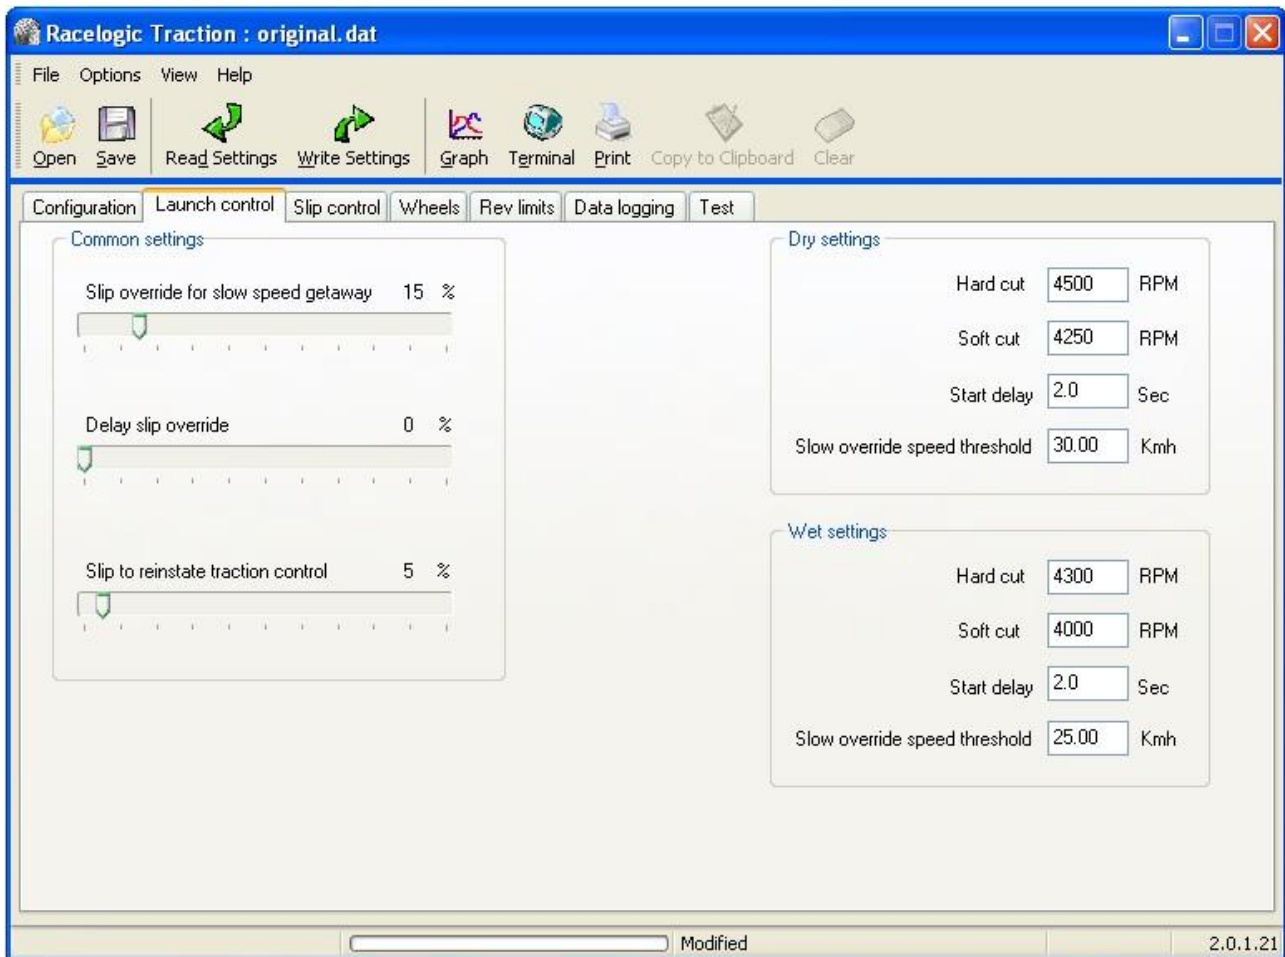 Racelogic Traction : original.dat
File Options View Help
Open Save Read Settings Write Settings Graph Terminal Print Copy to Clipboard Clear
Configuration Launch control Slip control Wheels Rev limits Data logging Test
Common settings
Slip override for slow speed getaway 15 %
Delay slip override 0 %
Slip to reinstate traction control 5 %
Dry settings
Hard cut 4500 RPM
Soft cut 4250 RPM
Start delay 2.0 Sec
Slow override speed threshold 30.00 Kmh
Wet settings
Hard cut 4300 RPM
Soft cut 4000 RPM
Start delay 2.0 Sec
Slow override speed threshold 25.00 Kmh
Modified 2.0.1.21